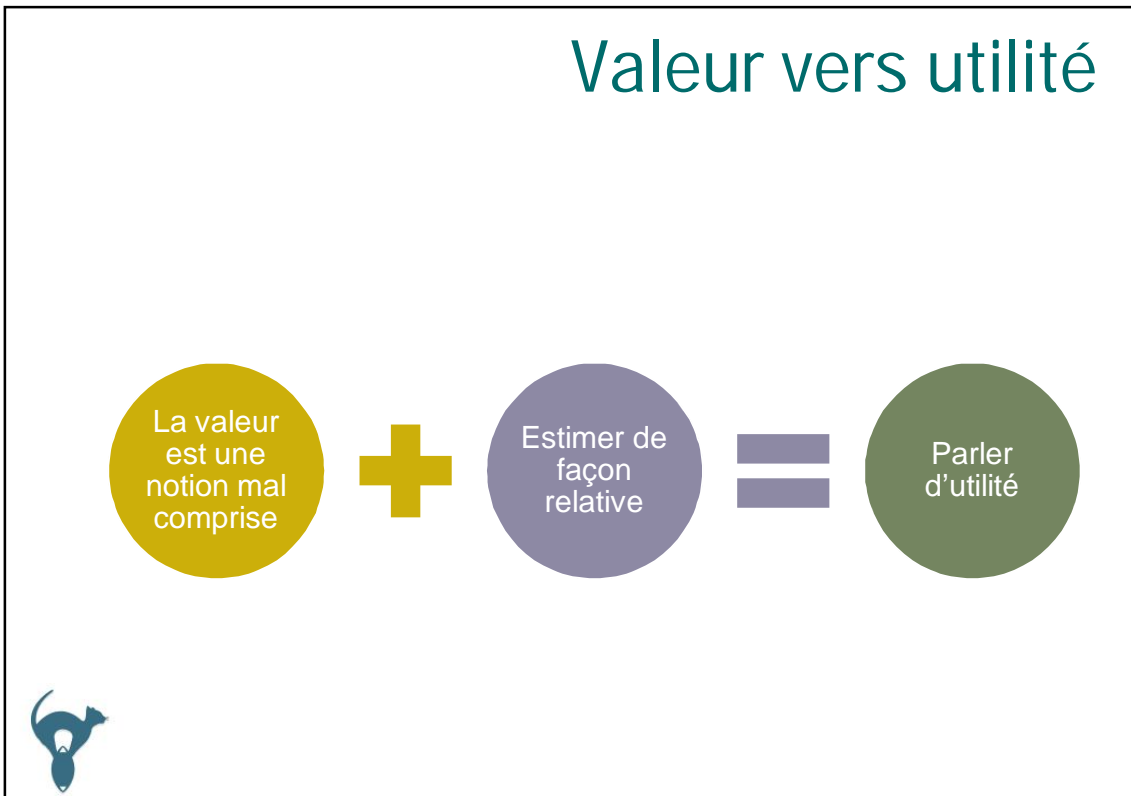 Valeur vers utilité
La valeur
est une
notion mal
comprise
Estimer de
façon
relative
Parler
d’utilité